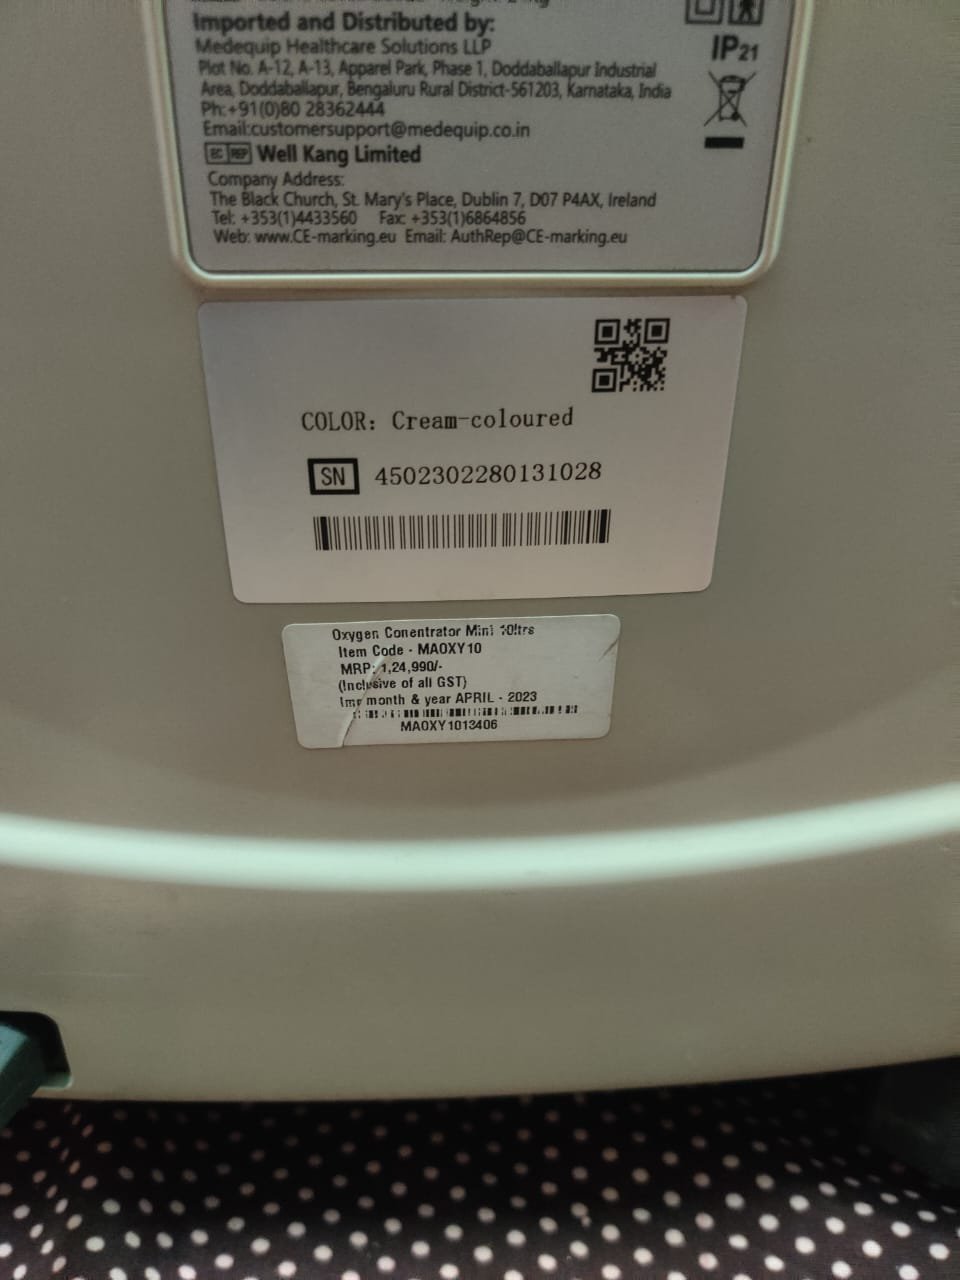 Imported and Distributed by:
Medequip Healthcare Solutions LLP
Plot No. A-12, A-13, Apparel Park, Phase 1, Doddaballapur Industrial
Area, Doddaballapur, Bengaluru Rural District-561203, Karnataka, India
Ph:+91(0)80 28362444
Email:customersupport@medequip.co.in
EC REP Well Kang Limited
Company Address:
The Black Church, St. Mary's Place, Dublin 7, D07 P4AX, Ireland
Tel: +353(1)4433560 Fax: +353(1)6864856
Web: www.CE-marking.eu Email: AuthRep@CE-marking.eu
IP21
COLOR: Cream-coloured
SN 4502302280131028
Oxygen Conentrator Mini 10ltrs
Item Code - MAOXY10
MRP: 1,24,990/-
(Inclusive of all GST)
Imp month & year APRIL - 2023
MAOXY1013406